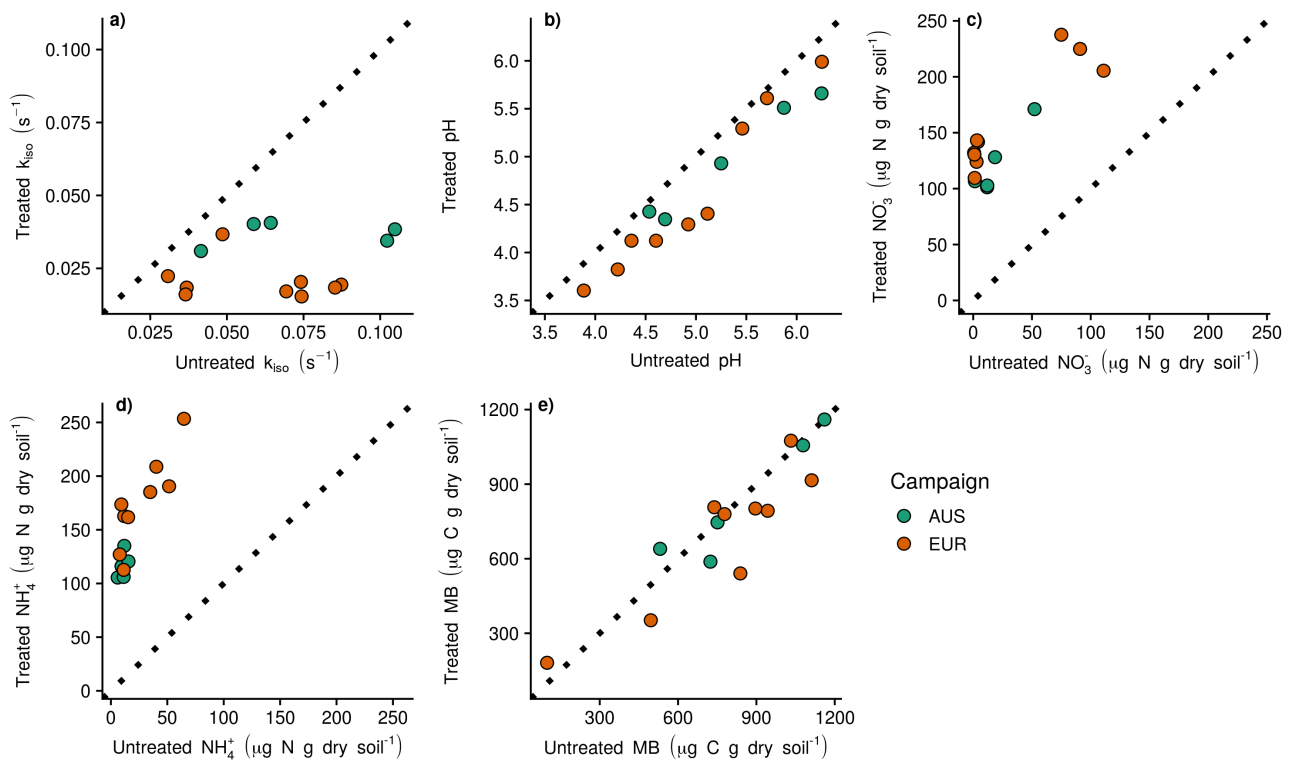 a)
0.100
0.075
0.050
0.025
Treated kiso (s−1)
0.025 0.050 0.075 0.100
Untreated kiso (s−1)
b)
6.0
5.5
5.0
4.5
4.0
3.5
Treated pH
3.5 4.0 4.5 5.0 5.5 6.0
Untreated pH
c)
250
200
150
100
50
0
Treated NO3- (μg N g dry soil-1)
0 50 100 150 200 250
Untreated NO3- (μg N g dry soil-1)
d)
250
200
150
100
50
0
Treated NH4+ (μg N g dry soil-1)
0 50 100 150 200 250
Untreated NH4+ (μg N g dry soil-1)
e)
1200
900
600
300
Treated MB (μg C g dry soil-1)
300 600 900 1200
Untreated MB (μg C g dry soil-1)
Campaign
AUS
EUR